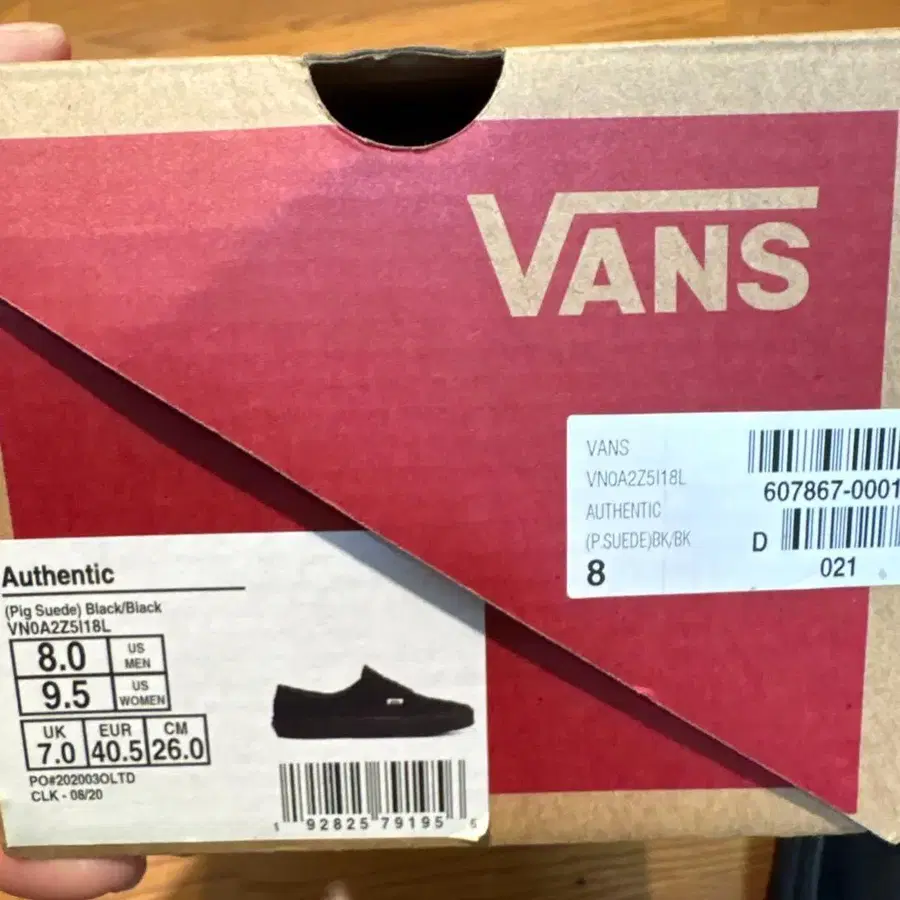 VANS
VANS
VN0A2Z5I18L
AUTHENTIC
(P.SUEDE)BK/BK
8
607867-0001
D
021
Authentic
(Pig Suede) Black/Black
VN0A2Z5I18L
8.0 US MEN
9.5 US WOMEN
UK EUR CM
7.0 40.5 26.0
PO#202003OLTD
CLK - 08/20
1 92825 79195 5